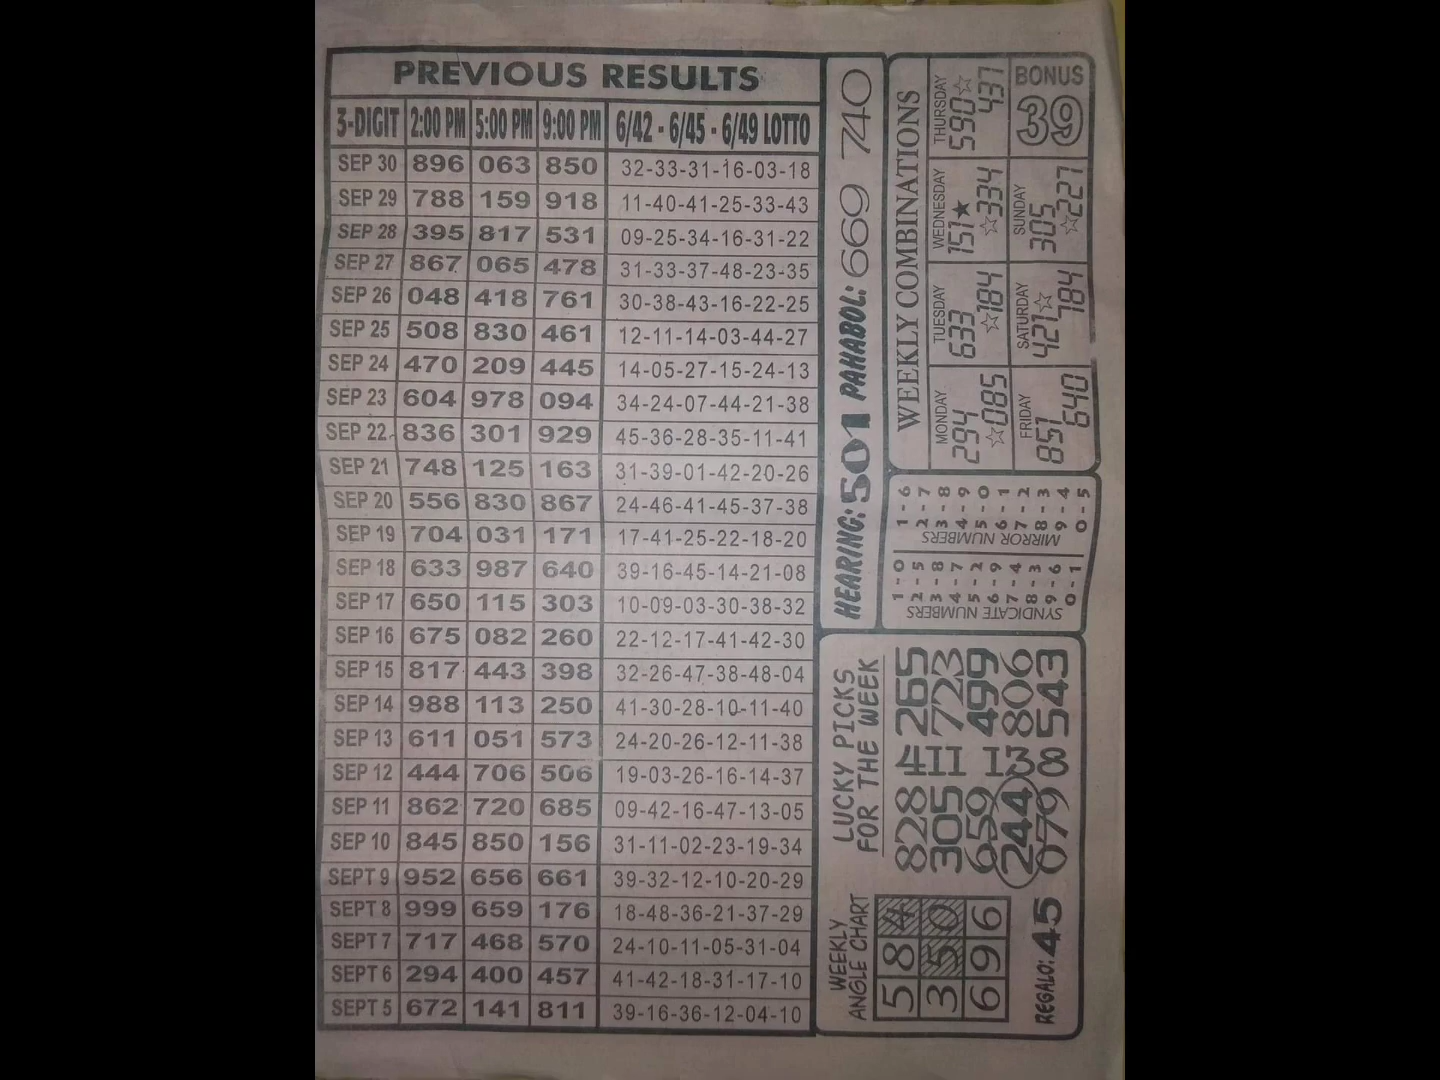 PREVIOUS RESULTS
3-DIGIT 2:00 PM 5:00 PM 9:00 PM 6/42 - 6/45 - 6/49 LOTTO
SEP 30 896 063 850 32-33-31-16-03-18
SEP 29 788 159 918 11-40-41-25-33-43
SEP 28 395 817 531 09-25-34-16-31-22
SEP 27 867 065 478 31-33-37-48-23-35
SEP 26 048 418 761 30-38-43-16-22-25
SEP 25 508 830 461 12-11-14-03-44-27
SEP 24 470 209 445 14-05-27-15-24-13
SEP 23 604 978 094 34-24-07-44-21-38
SEP 22 836 301 929 45-36-28-35-11-41
SEP 21 748 125 163 31-39-01-42-20-26
SEP 20 556 830 867 24-46-41-45-37-38
SEP 19 704 031 171 17-41-25-22-18-20
SEP 18 633 987 640 39-16-45-14-21-08
SEP 17 650 115 303 10-09-03-30-38-32
SEP 16 675 082 260 22-12-17-41-42-30
SEP 15 817 443 398 32-26-47-38-48-04
SEP 14 988 113 250 41-30-28-10-11-40
SEP 13 611 051 573 24-20-26-12-11-38
SEP 12 444 706 506 19-03-26-16-14-37
SEP 11 862 720 685 09-42-16-47-13-05
SEP 10 845 850 156 31-11-02-23-19-34
SEPT 9 952 656 661 39-32-12-10-20-29
SEPT 8 999 659 176 18-48-36-21-37-29
SEPT 7 717 468 570 24-10-11-05-31-04
SEPT 6 294 400 457 41-42-18-31-17-10
SEPT 5 672 141 811 39-16-36-12-04-10
HEARING: 501 PAHABOL: 669 740
WEEKLY COMBINATIONS
MONDAY TUESDAY WEDNESDAY THURSDAY
294 633 151★ 590☆
☆085 ☆184 ☆334 437
FRIDAY SATURDAY SUNDAY BONUS
851 421☆ 305 39
640 784 ☆227
SYNDICATE NUMBERS
1 - 0
2 - 5
3 - 8
4 - 7
5 - 2
6 - 9
7 - 4
8 - 3
9 - 6
0 - 1
MIRROR NUMBERS
1 - 6
2 - 7
3 - 8
4 - 9
5 - 0
6 - 1
7 - 2
8 - 3
9 - 4
0 - 5
LUCKY PICKS
FOR THE WEEK
828 4 265
305 11 723
659 13 499
244 38 806
079 543
WEEKLY
ANGLE CHART
5 8 4
3 5 0
6 9 6
REGALO: 45